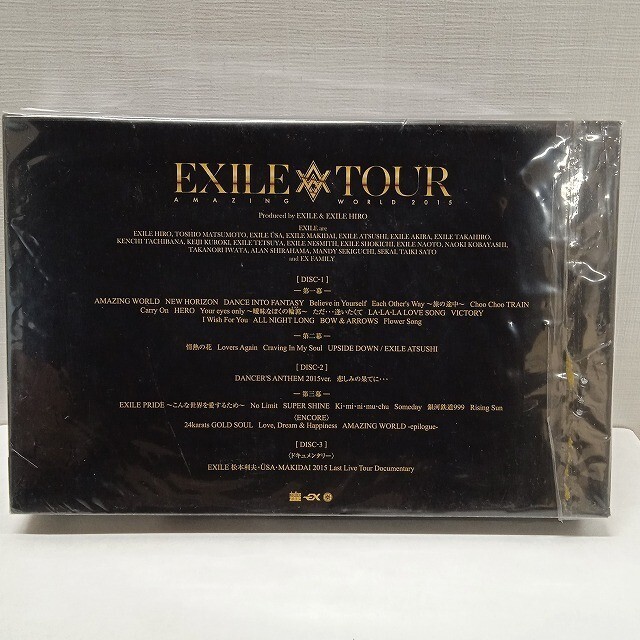 EXILE TOUR
AMAZING WORLD 2015
Produced by EXILE & EXILE HIRO
EXILE are
EXILE HIRO, TOSHIO MATSUMOTO, EXILE ÜSA, EXILE MAKIDAI, EXILE ATSUSHI, EXILE AKIRA, EXILE TAKAHIRO,
KENCHI TACHIBANA, KEIJI KUROKI, EXILE TETSUYA, EXILE NESMITH, EXILE SHOKICHI, EXILE NAOTO, NAOKI KOBAYASHI,
TAKANORI IWATA, ALAN SHIRAHAMA, MANDY SEKIGUCHI, SEKAI, TAIKI SATO
and EX FAMILY
[ DISC-1 ]
— 第一幕 —
AMAZING WORLD NEW HORIZON DANCE INTO FANTASY Believe in Yourself Each Other's Way ～旅の途中～ Choo Choo TRAIN
Carry On HERO Your eyes only ～曖昧なぼくの輪郭～ ただ・・・逢いたくて LA-LA-LA LOVE SONG VICTORY
I Wish For You ALL NIGHT LONG BOW & ARROWS Flower Song
— 第二幕 —
情熱の花 Lovers Again Craving In My Soul UPSIDE DOWN / EXILE ATSUSHI
[ DISC-2 ]
DANCER'S ANTHEM 2015ver. 悲しみの果てに・・・
— 第三幕 —
EXILE PRIDE ～こんな世界を愛するため～ No Limit SUPER SHINE Ki・mi・ni・mu・chu Someday 銀河鉄道999 Rising Sun
〈ENCORE〉
24karats GOLD SOUL Love, Dream & Happiness AMAZING WORLD -epilogue-
[ DISC-3 ]
〈ドキュメンタリー〉
EXILE 松本利夫・ÜSA・MAKIDAI 2015 Last Live Tour Documentary
EX